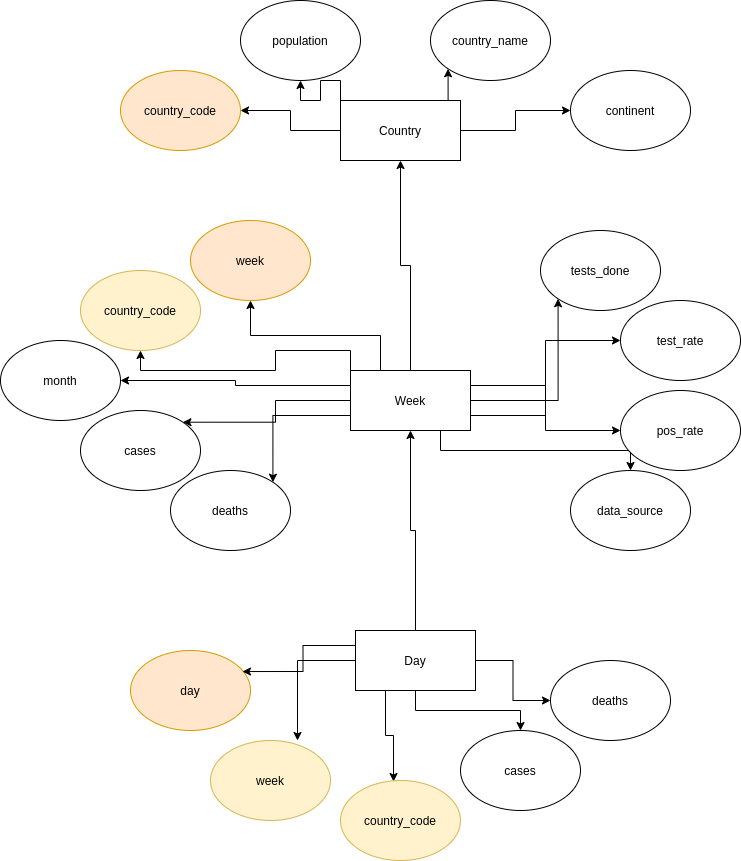 population
country_name
country_code
continent
Country
week
tests_done
country_code
test_rate
month
Week
pos_rate
cases
deaths
data_source
Day
day
deaths
week
cases
country_code